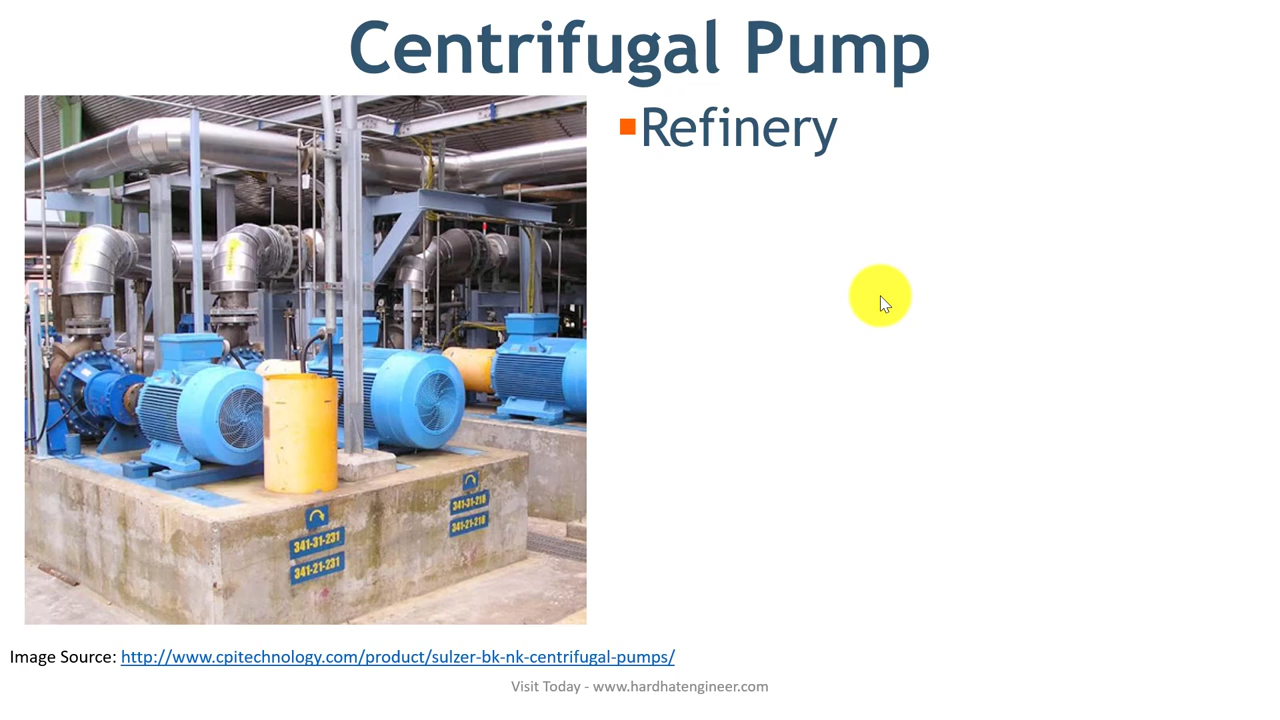 Centrifugal Pump
Refinery
341-31-231
341-21-231
341-31-218
341-21-218
Image Source: http://www.cpitechnology.com/product/sulzer-bk-nk-centrifugal-pumps/
Visit Today - www.hardhatengineer.com